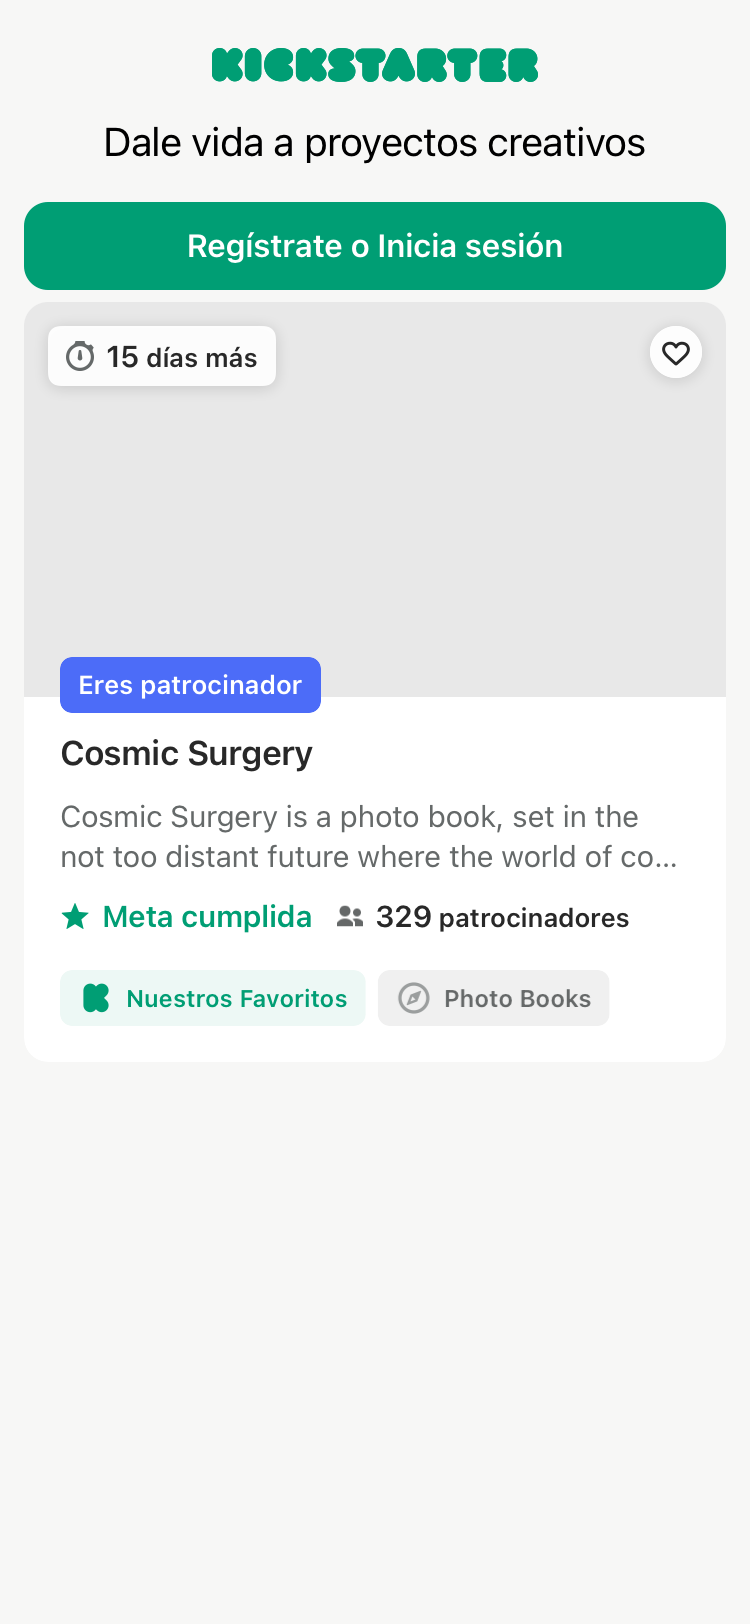 KICKSTARTER
Dale vida a proyectos creativos
Regístrate o Inicia sesión
15 días más
Eres patrocinador
Cosmic Surgery
Cosmic Surgery is a photo book, set in the
not too distant future where the world of co...
Meta cumplida 329 patrocinadores
Nuestros Favoritos Photo Books